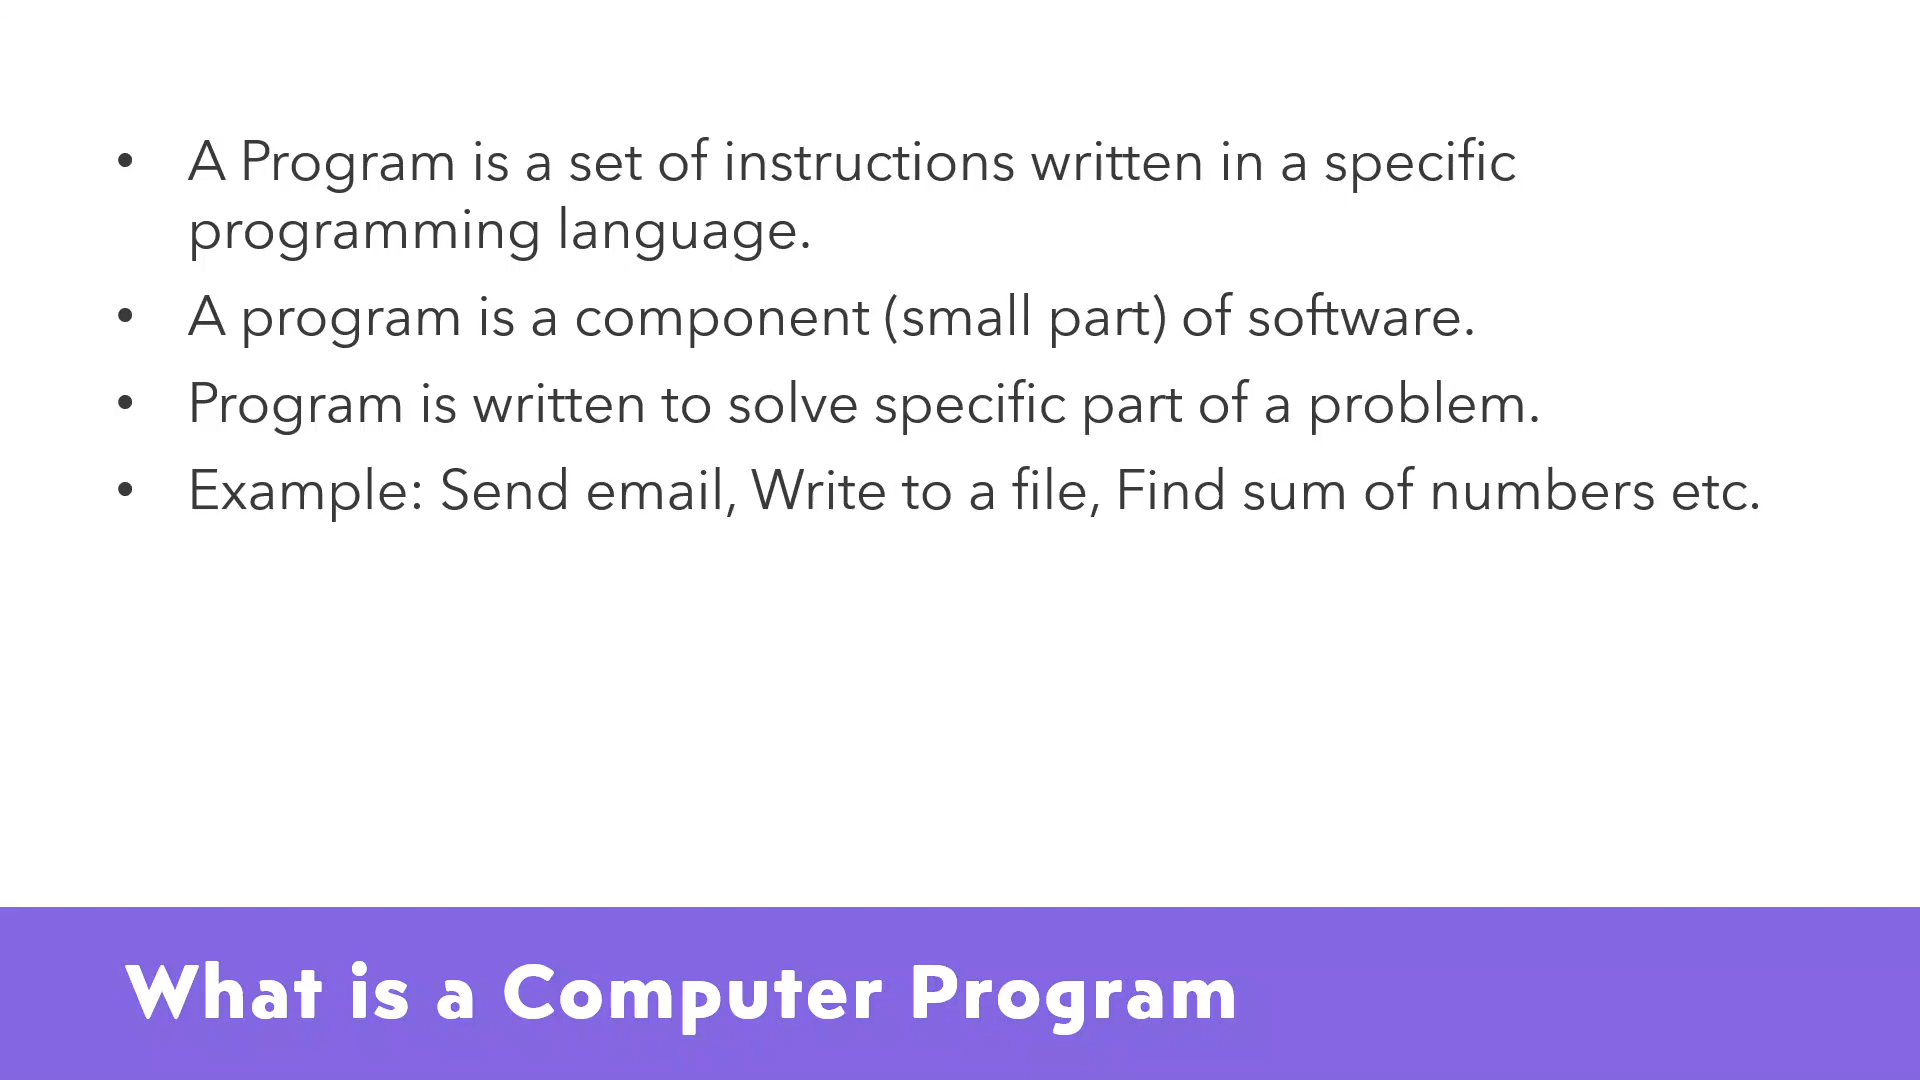 • A Program is a set of instructions written in a specific
programming language.
• A program is a component (small part) of software.
• Program is written to solve specific part of a problem.
• Example: Send email, Write to a file, Find sum of numbers etc.
What is a Computer Program